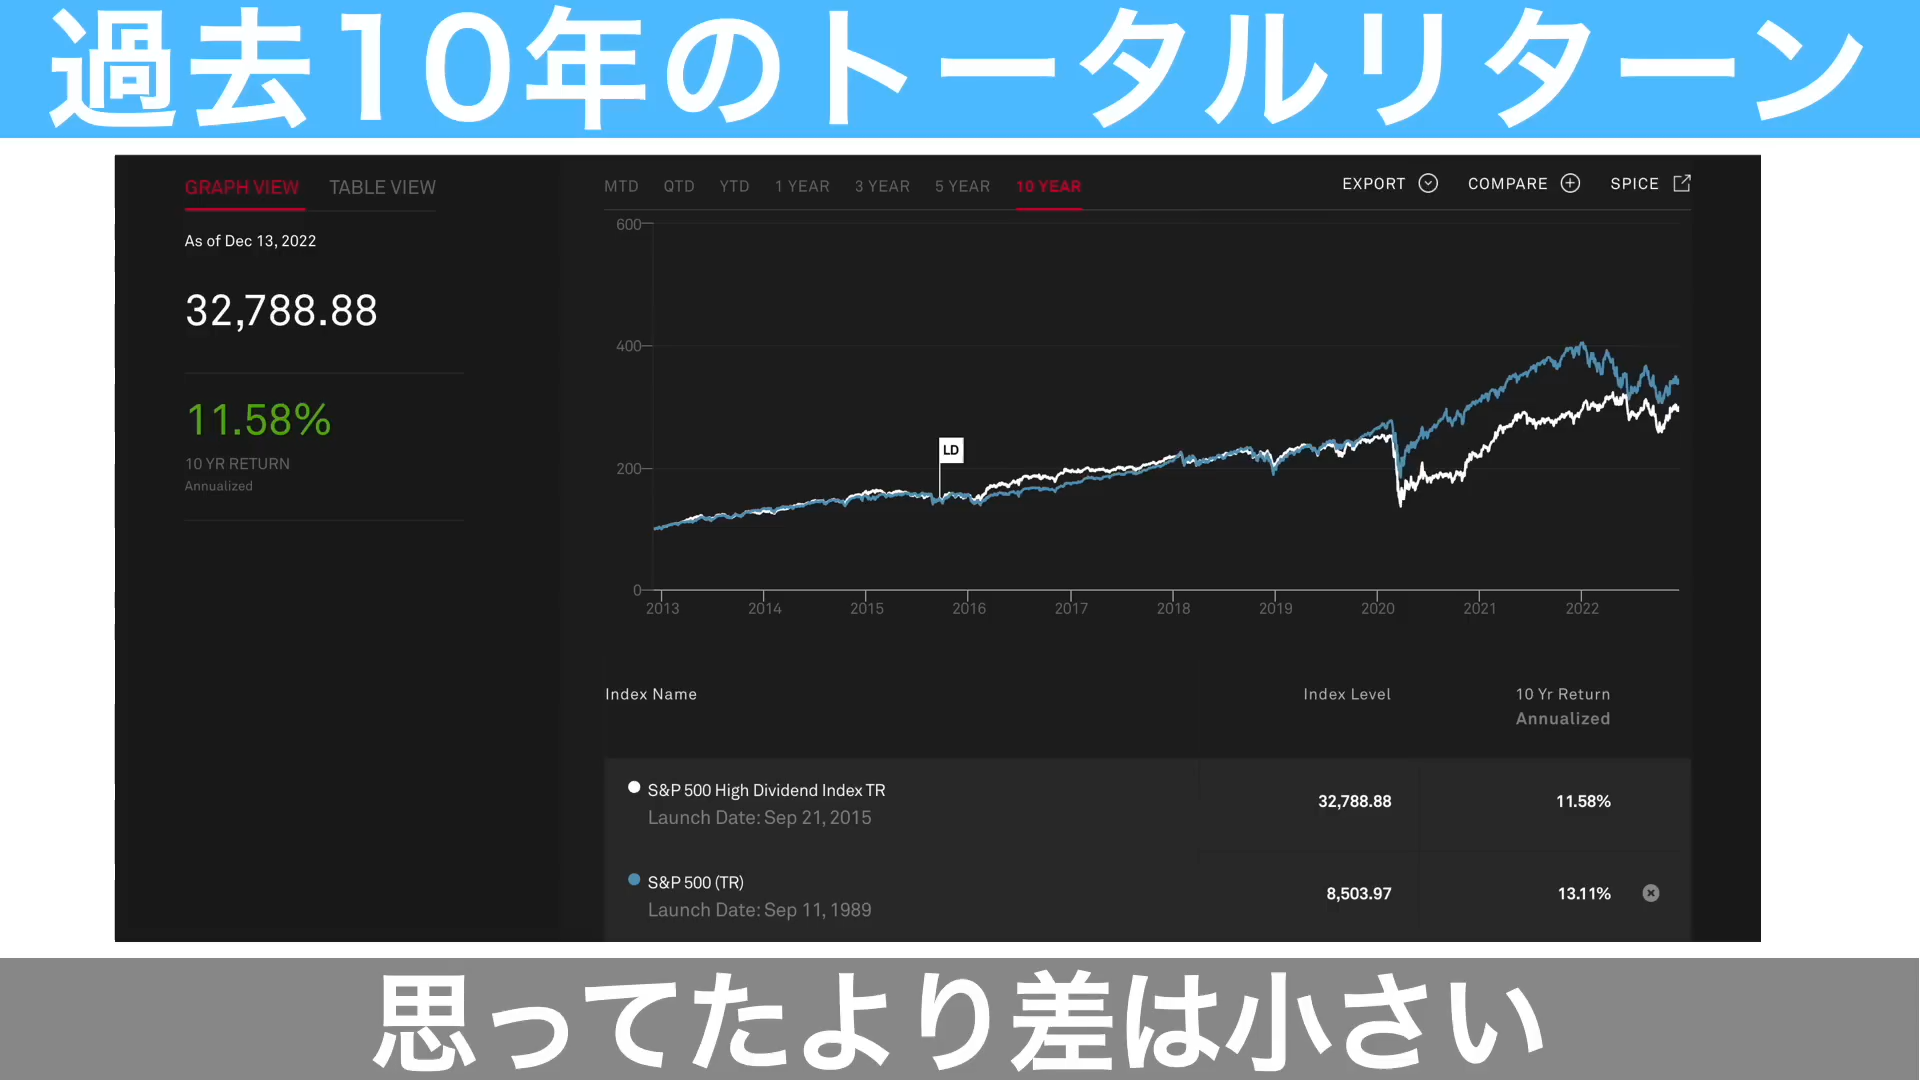 過去10年のトータルリターン
GRAPH VIEW TABLE VIEW
As of Dec 13, 2022
32,788.88
11.58%
10 YR RETURN
Annualized
MTD QTD YTD 1 YEAR 3 YEAR 5 YEAR 10 YEAR
EXPORT COMPARE SPICE
600
400
200
0
LD
2013 2014 2015 2016 2017 2018 2019 2020 2021 2022
Index Name Index Level 10 Yr Return
Annualized
S&P 500 High Dividend Index TR 32,788.88 11.58%
Launch Date: Sep 21, 2015
S&P 500 (TR) 8,503.97 13.11%
Launch Date: Sep 11, 1989
思ってたより差は小さい